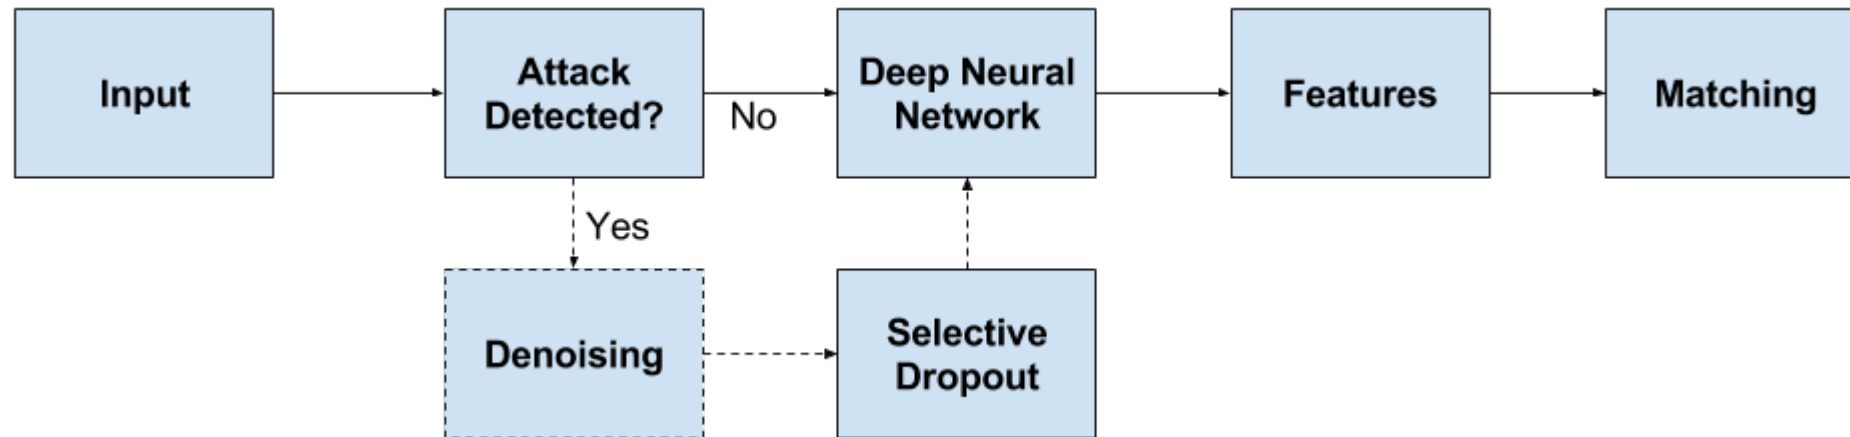 Input
Attack
Detected?
No
Deep Neural
Network
Features
Matching
Yes
Denoising
Selective
Dropout